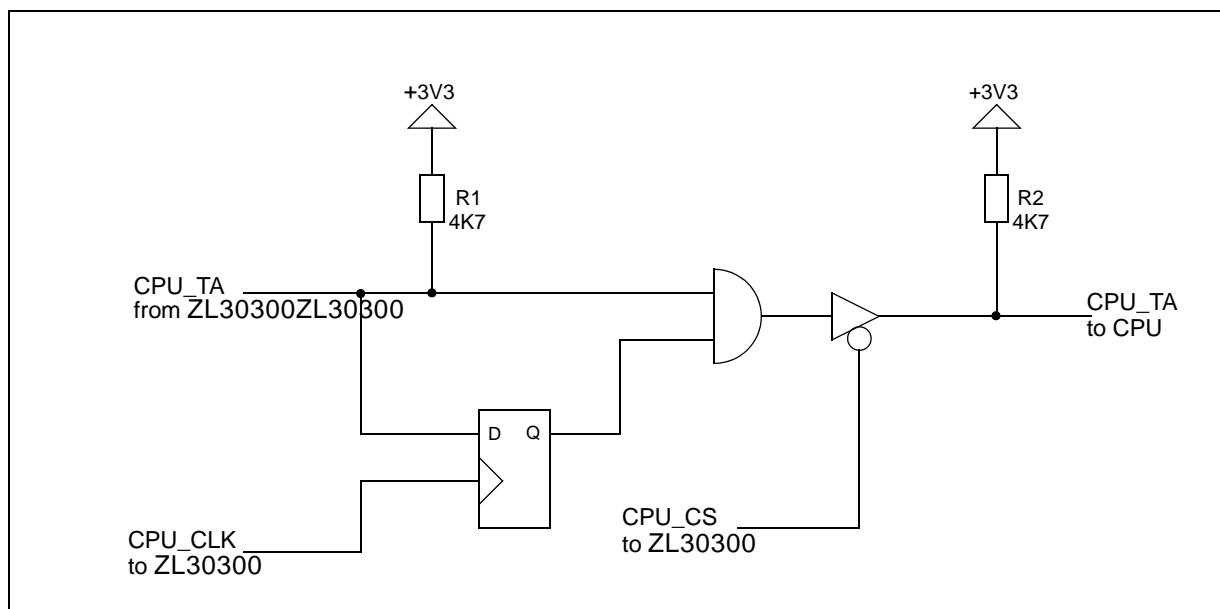 +3V3
+3V3
R1
4K7
R2
4K7
CPU_TA
from ZL30300ZL30300
CPU_TA
to CPU
D Q
CPU_CLK
to ZL30300
CPU_CS
to ZL30300